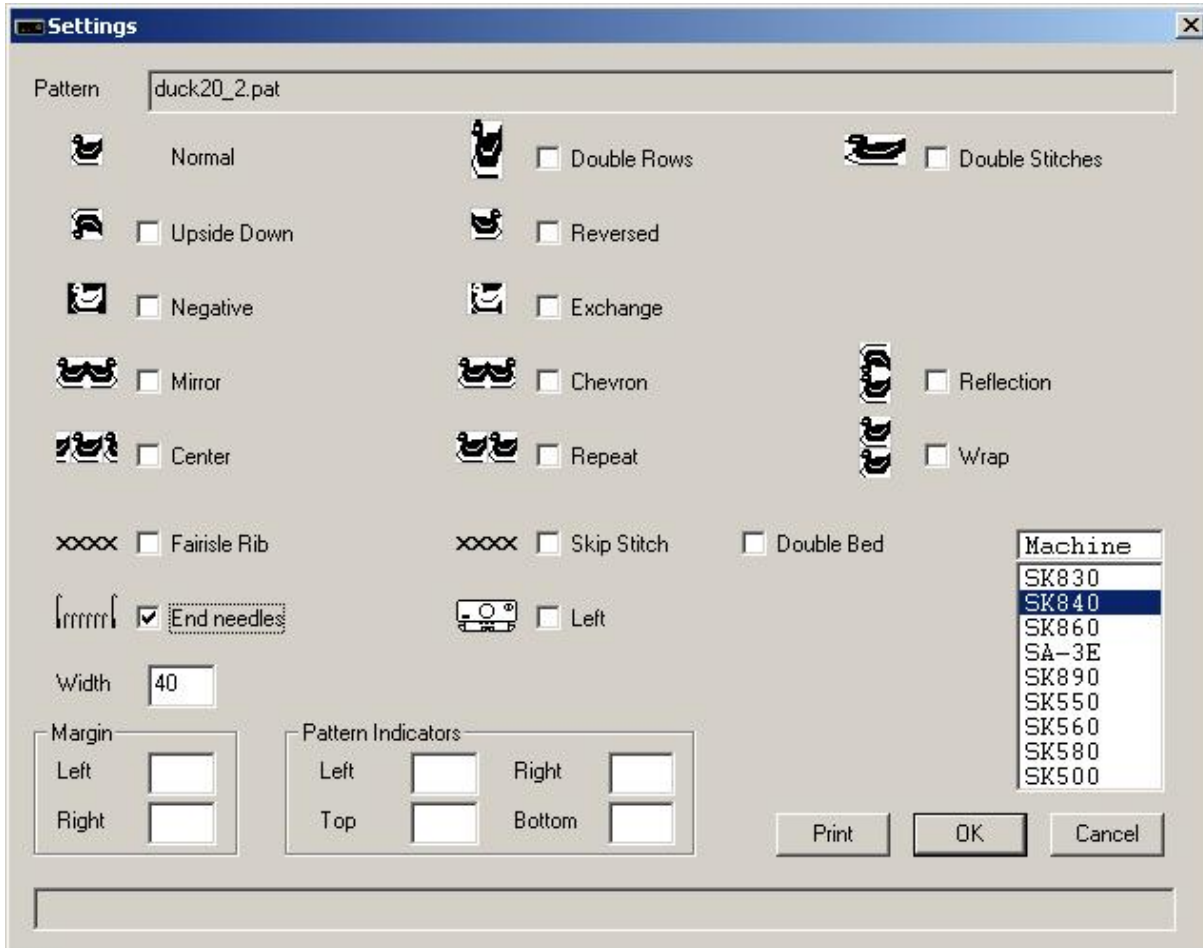 Settings
Pattern duck20_2.pat
Normal Double Rows Double Stitches
Upside Down Reversed
Negative Exchange
Mirror Chevron Reflection
Center Repeat Wrap
Fairisle Rib Skip Stitch Double Bed
Machine
SK830
SK840
SK860
SA-3E
SK890
SK550
SK560
SK580
SK500
End needles Left
Width 40
Margin
Left
Right
Pattern Indicators
Left Right
Top Bottom
Print OK Cancel